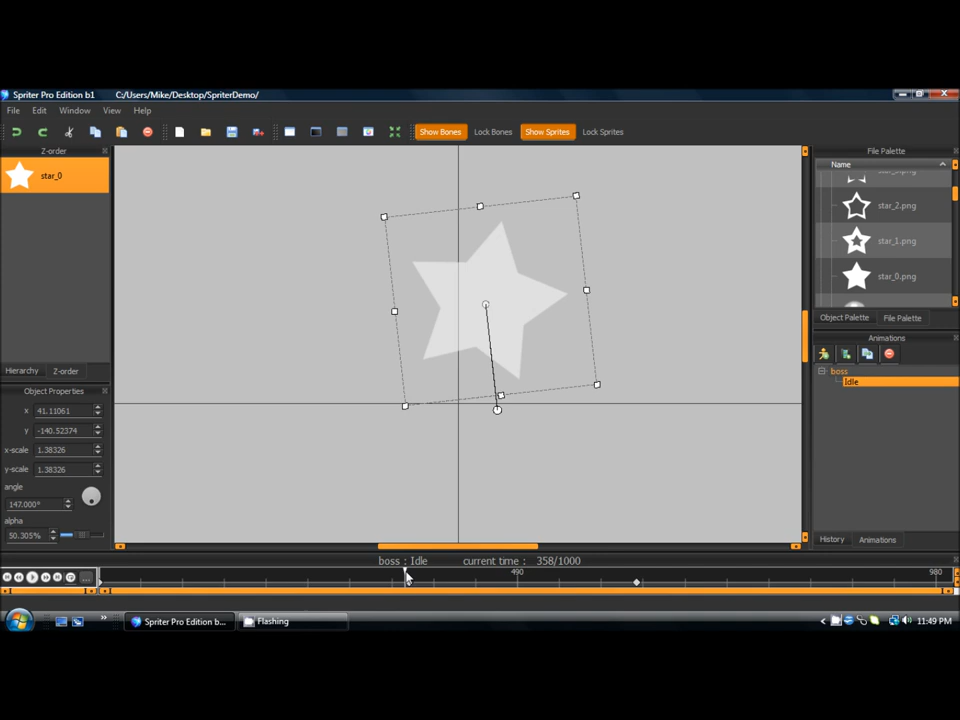 Spriter Pro Edition b1 C:/Users/Mike/Desktop/SpriterDemo/
File Edit Window View Help
Show Bones Lock Bones Show Sprites Lock Sprites
Z-order
star_0
File Palette
Name
star_2.png
star_1.png
star_0.png
Object Palette File Palette
Animations
boss
Idle
Hierarchy Z-order
Object Properties
x 41.11061
y -140.52374
x-scale 1.38326
y-scale 1.38326
angle
147.000°
alpha
50.305%
History Animations
boss : Idle current time : 358/1000
490 980
...
» Spriter Pro Edition b... Flashing < 11:49 PM